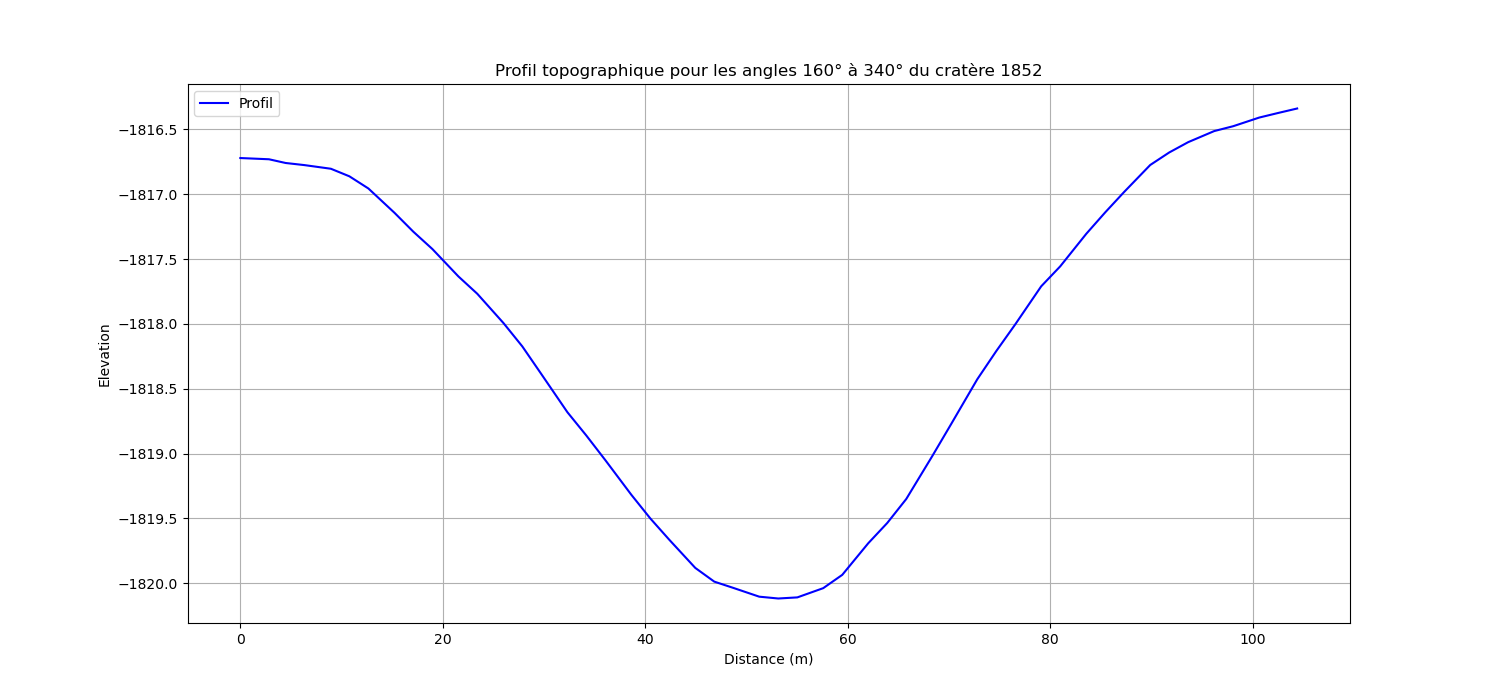 Profil topographique pour les angles 160° à 340° du cratère 1852
Profil
−1816.5
−1817.0
−1817.5
−1818.0
−1818.5
−1819.0
−1819.5
−1820.0
Elevation
0 20 40 60 80 100
Distance (m)